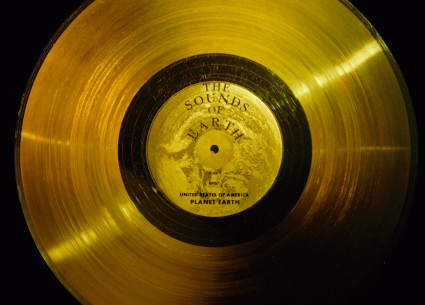 THE
SOUNDS
OF
EARTH
UNITED STATES OF AMERICA
PLANET EARTH